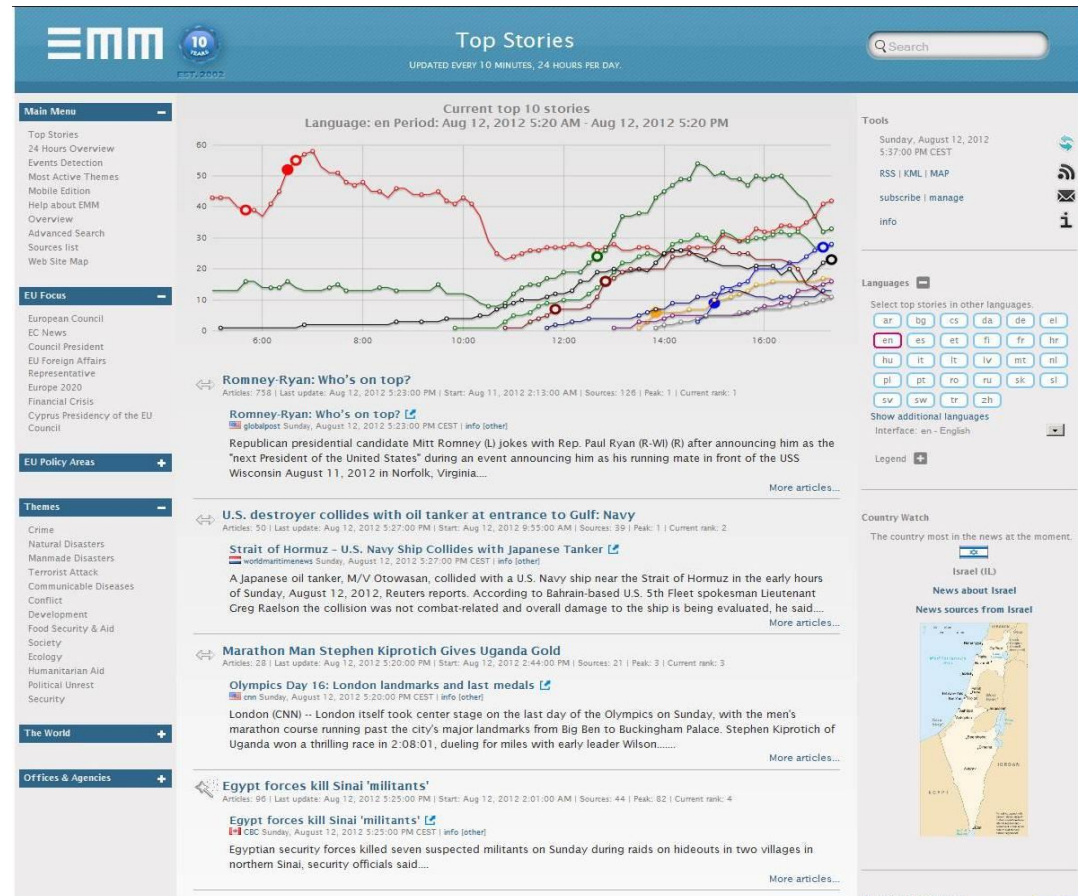 EMM
10
YEARS
EST.2002
Top Stories
UPDATED EVERY 10 MINUTES, 24 HOURS PER DAY.
Search
Main Menu
Top Stories
24 Hours Overview
Events Detection
Most Active Themes
Mobile Edition
Help about EMM
Overview
Advanced Search
Sources list
Web Site Map
EU Focus
European Council
EC News
Council President
EU Foreign Affairs
Representative
Europe 2020
Financial Crisis
Cyprus Presidency of the EU
Council
EU Policy Areas
Themes
Crime
Natural Disasters
Manmade Disasters
Terrorist Attack
Communicable Diseases
Conflict
Development
Food Security & Aid
Society
Ecology
Humanitarian Aid
Political Unrest
Security
The World
Offices & Agencies
Current top 10 stories
Language: en Period: Aug 12, 2012 5:20 AM - Aug 12, 2012 5:20 PM
60
50
40
30
20
10
0
6:00 8:00 10:00 12:00 14:00 16:00
Romney-Ryan: Who's on top?
Articles: 758 | Last update: Aug 12, 2012 5:23:00 PM | Start: Aug 11, 2012 2:13:00 AM | Sources: 126 | Peak: 1 | Current rank: 1
Romney-Ryan: Who's on top?
globalpost Sunday, August 12, 2012 5:23:00 PM CEST | info [other]
Republican presidential candidate Mitt Romney (L) jokes with Rep. Paul Ryan (R-WI) (R) after announcing him as the
"next President of the United States" during an event announcing him as his running mate in front of the USS
Wisconsin August 11, 2012 in Norfolk, Virginia....
More articles...
U.S. destroyer collides with oil tanker at entrance to Gulf: Navy
Articles: 50 | Last update: Aug 12, 2012 5:27:00 PM | Start: Aug 12, 2012 9:55:00 AM | Sources: 39 | Peak: 1 | Current rank: 2
Strait of Hormuz – U.S. Navy Ship Collides with Japanese Tanker
worldmaritimenews Sunday, August 12, 2012 5:27:00 PM CEST | info [other]
A Japanese oil tanker, M/V Otowasan, collided with a U.S. Navy ship near the Strait of Hormuz in the early hours
of Sunday, August 12, 2012, Reuters reports. According to Bahrain-based U.S. 5th Fleet spokesman Lieutenant
Greg Raelson the collision was not combat-related and overall damage to the ship is being evaluated, he said....
More articles...
Marathon Man Stephen Kiprotich Gives Uganda Gold
Articles: 28 | Last update: Aug 12, 2012 5:20:00 PM | Start: Aug 12, 2012 2:44:00 PM | Sources: 21 | Peak: 3 | Current rank: 3
Olympics Day 16: London landmarks and last medals
cnn Sunday, August 12, 2012 5:20:00 PM CEST | info [other]
London (CNN) -- London itself took center stage on the last day of the Olympics on Sunday, with the men's
marathon course running past the city's major landmarks from Big Ben to Buckingham Palace. Stephen Kiprotich of
Uganda won a thrilling race in 2:08:01, dueling for miles with early leader Wilson.......
More articles...
Egypt forces kill Sinai 'militants'
Articles: 96 | Last update: Aug 12, 2012 5:25:00 PM | Start: Aug 12, 2012 2:01:00 AM | Sources: 44 | Peak: 82 | Current rank: 4
Egypt forces kill Sinai 'militants'
CBC Sunday, August 12, 2012 5:25:00 PM CEST | info [other]
Egyptian security forces killed seven suspected militants on Sunday during raids on hideouts in two villages in
northern Sinai, security officials said....
More articles...
Tools
Sunday, August 12, 2012
5:37:00 PM CEST
RSS | KML | MAP
subscribe | manage
info
Languages
Select top stories in other languages.
ar bg cs da de el
en es et fi fr hr
hu it lt lv mt nl
pl pt ro ru sk sl
sv sw tr zh
Show additional languages
Interface: en - English
Legend
Country Watch
The country most in the news at the moment.
Israel (IL)
News about Israel
News sources from Israel
JORDAN
EGYPT